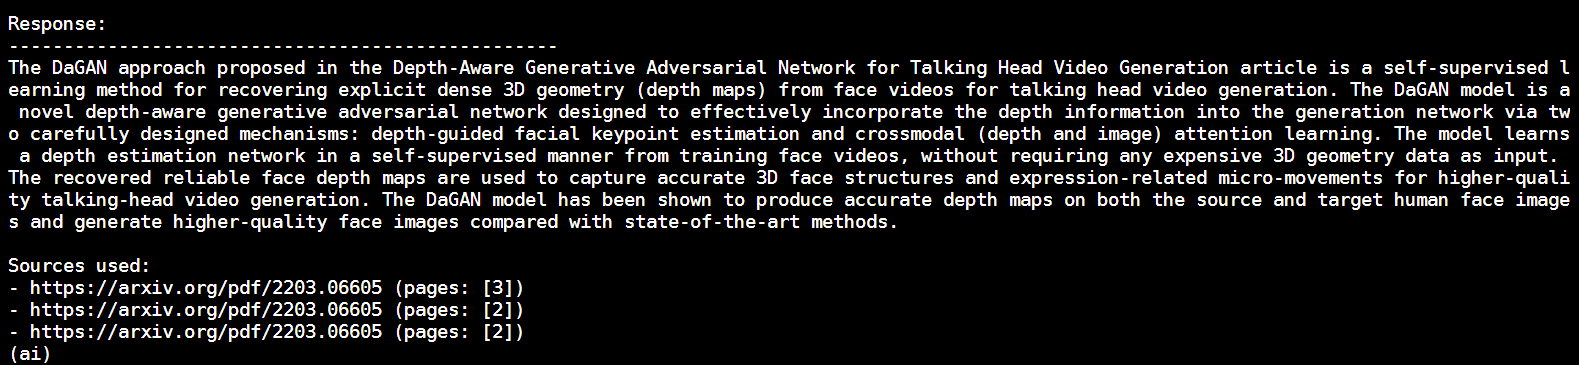 Response:
--------------------------------------------------
The DaGAN approach proposed in the Depth-Aware Generative Adversarial Network for Talking Head Video Generation article is a self-supervised l
earning method for recovering explicit dense 3D geometry (depth maps) from face videos for talking head video generation. The DaGAN model is a
 novel depth-aware generative adversarial network designed to effectively incorporate the depth information into the generation network via tw
o carefully designed mechanisms: depth-guided facial keypoint estimation and crossmodal (depth and image) attention learning. The model learns
 a depth estimation network in a self-supervised manner from training face videos, without requiring any expensive 3D geometry data as input.
The recovered reliable face depth maps are used to capture accurate 3D face structures and expression-related micro-movements for higher-quali
ty talking-head video generation. The DaGAN model has been shown to produce accurate depth maps on both the source and target human face image
s and generate higher-quality face images compared with state-of-the-art methods.

Sources used:
- https://arxiv.org/pdf/2203.06605 (pages: [3])
- https://arxiv.org/pdf/2203.06605 (pages: [2])
- https://arxiv.org/pdf/2203.06605 (pages: [2])
(ai)